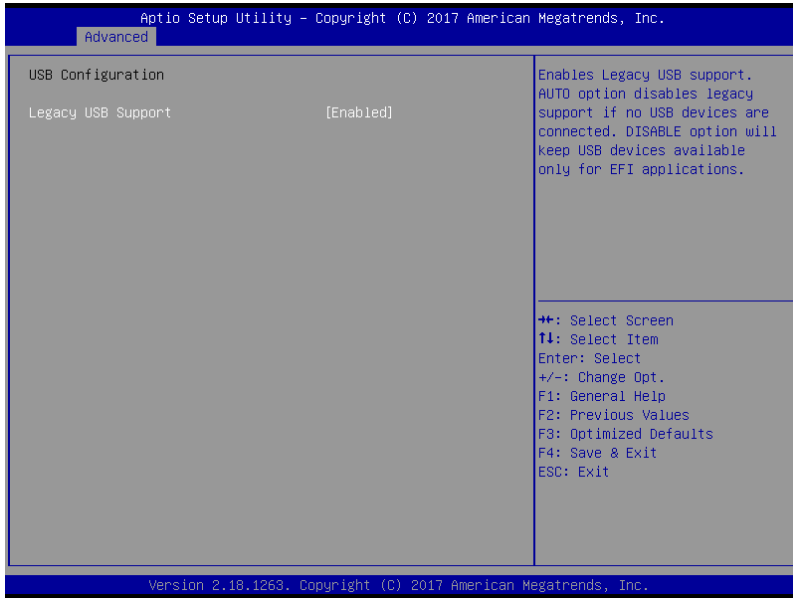 Aptio Setup Utility – Copyright (C) 2017 American Megatrends, Inc.
Advanced
USB Configuration
Legacy USB Support [Enabled]
Enables Legacy USB support.
AUTO option disables legacy
support if no USB devices are
connected. DISABLE option will
keep USB devices available
only for EFI applications.
→←: Select Screen
↑↓: Select Item
Enter: Select
+/-: Change Opt.
F1: General Help
F2: Previous Values
F3: Optimized Defaults
F4: Save & Exit
ESC: Exit
Version 2.18.1263. Copyright (C) 2017 American Megatrends, Inc.